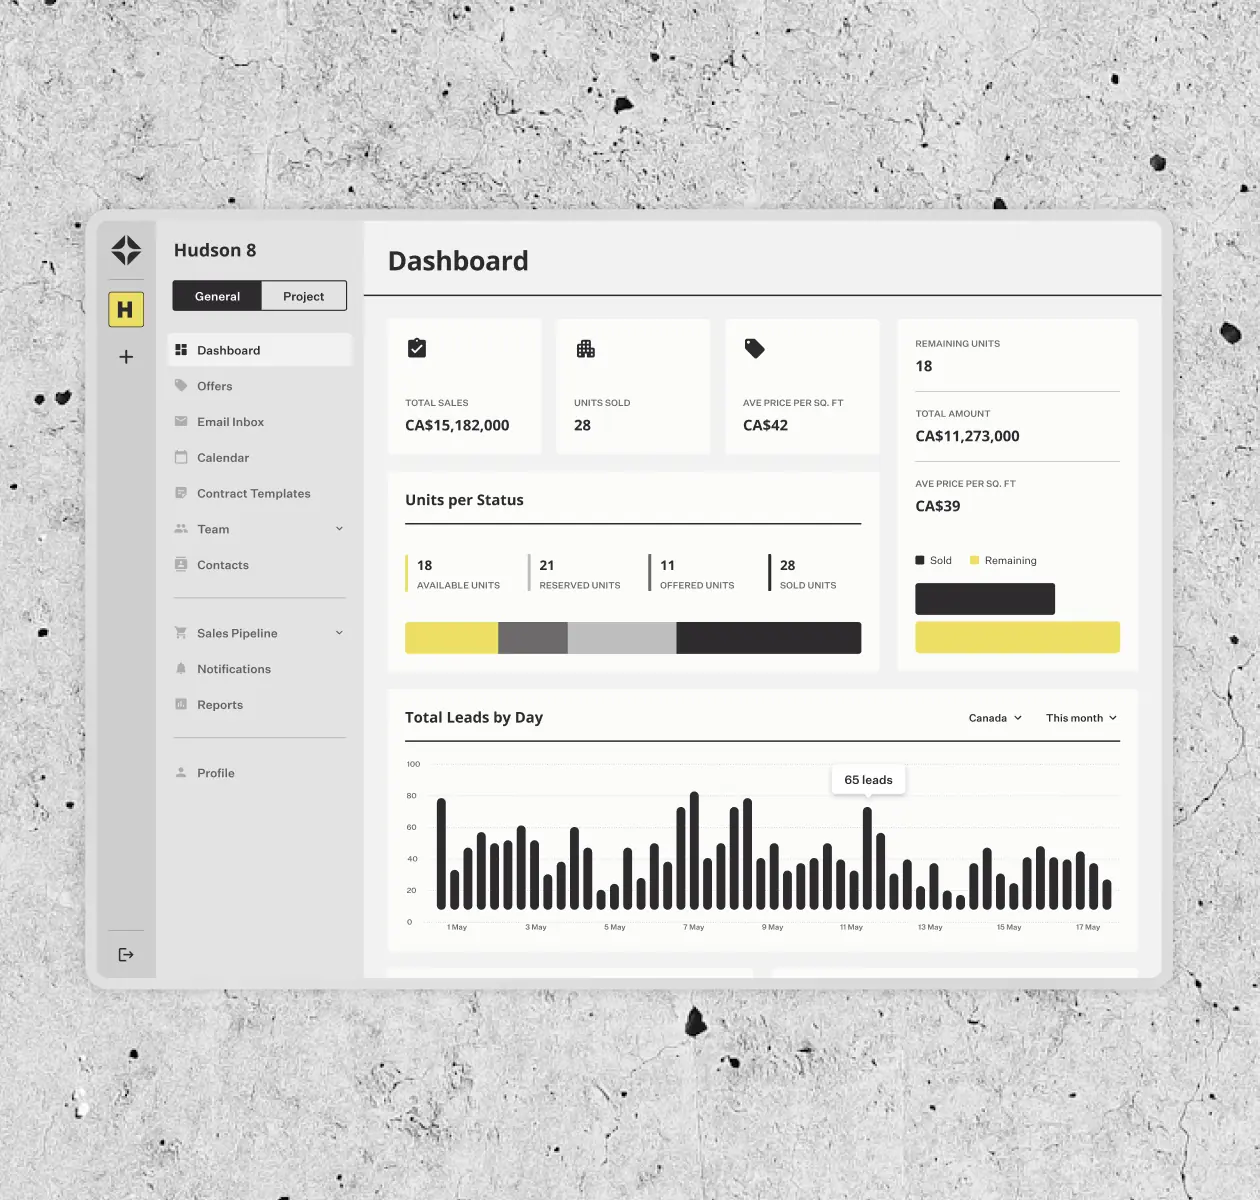 Hudson 8
H
General
Project
Dashboard
Offers
Email Inbox
Calendar
Contract Templates
Team
Contacts
Sales Pipeline
Notifications
Reports
Profile
Dashboard
TOTAL SALES
CA$15,182,000
UNITS SOLD
28
AVE PRICE PER SQ. FT
CA$42
REMAINING UNITS
18
TOTAL AMOUNT
CA$11,273,000
AVE PRICE PER SQ. FT
CA$39
Sold
Remaining
Units per Status
18
AVAILABLE UNITS
21
RESERVED UNITS
11
OFFERED UNITS
28
SOLD UNITS
Total Leads by Day
Canada
This month
65 leads
100
80
60
40
20
0
1 May
3 May
5 May
7 May
9 May
11 May
13 May
15 May
17 May